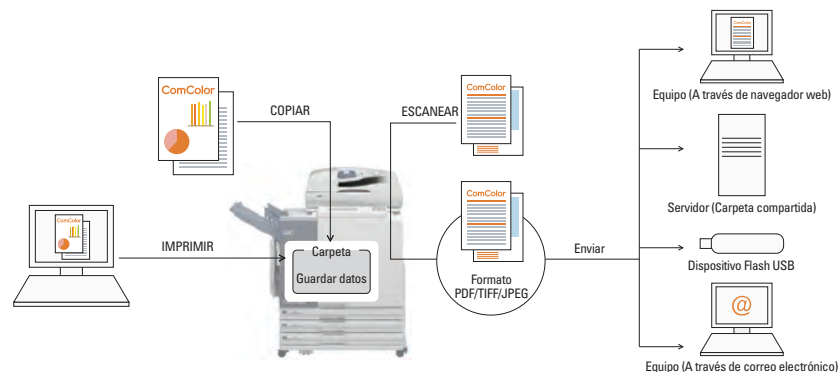 ComCOlor
COPIAR
ComColor
ESCANEAR
ComColor
Equipo (A través de navegador web)
ComColor
Servidor (Carpeta compartida)
ComColor
IMPRIMIR
Carpeta
Guardar datos
Formato
PDF/TIFF/JPEG
Enviar
Dispositivo Flash USB
@
Equipo (A través de correo electrónico)